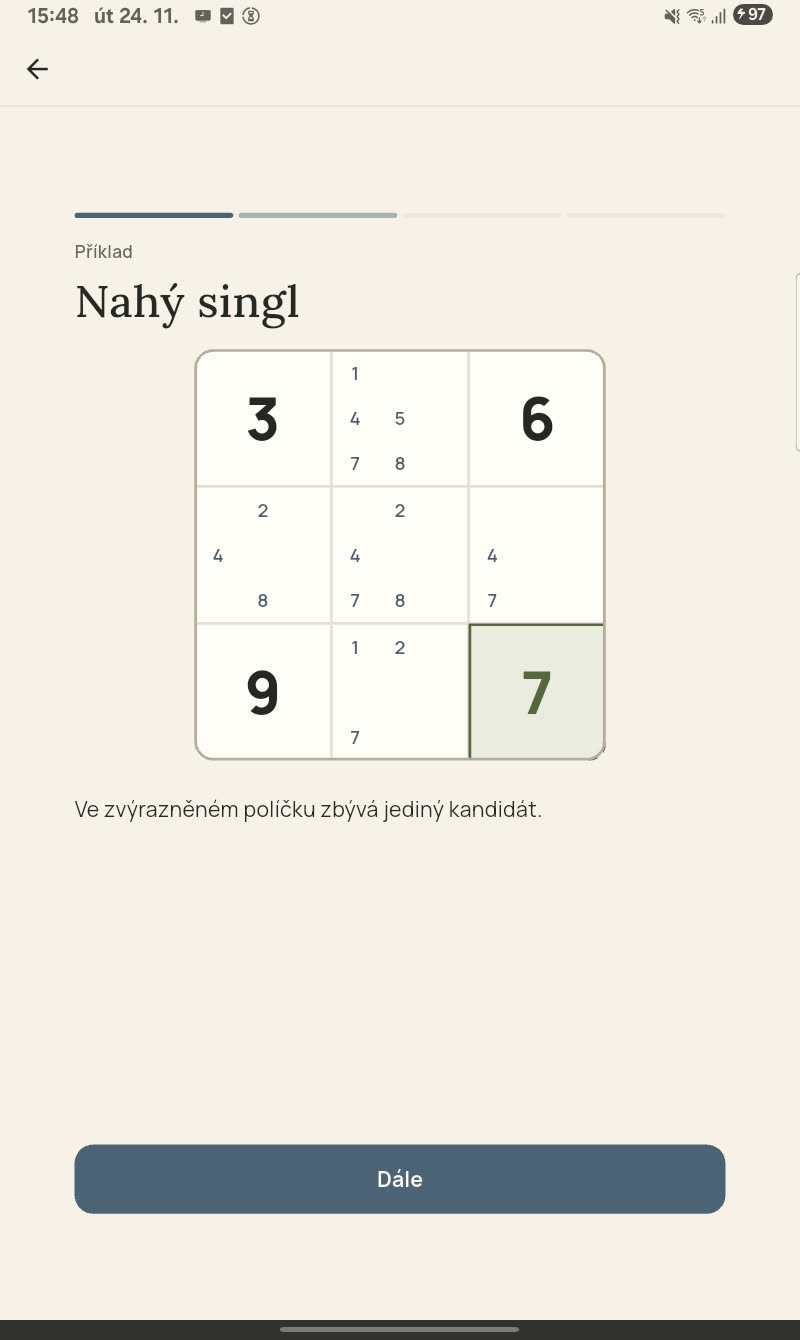 15:48 út 24. 11. 97
Příklad
Nahý singl
3 1 6
4 5
7 8
2 2
4 4 4
8 7 8 7
9 1 2 7
7
Ve zvýrazněném políčku zbývá jediný kandidát.
Dále